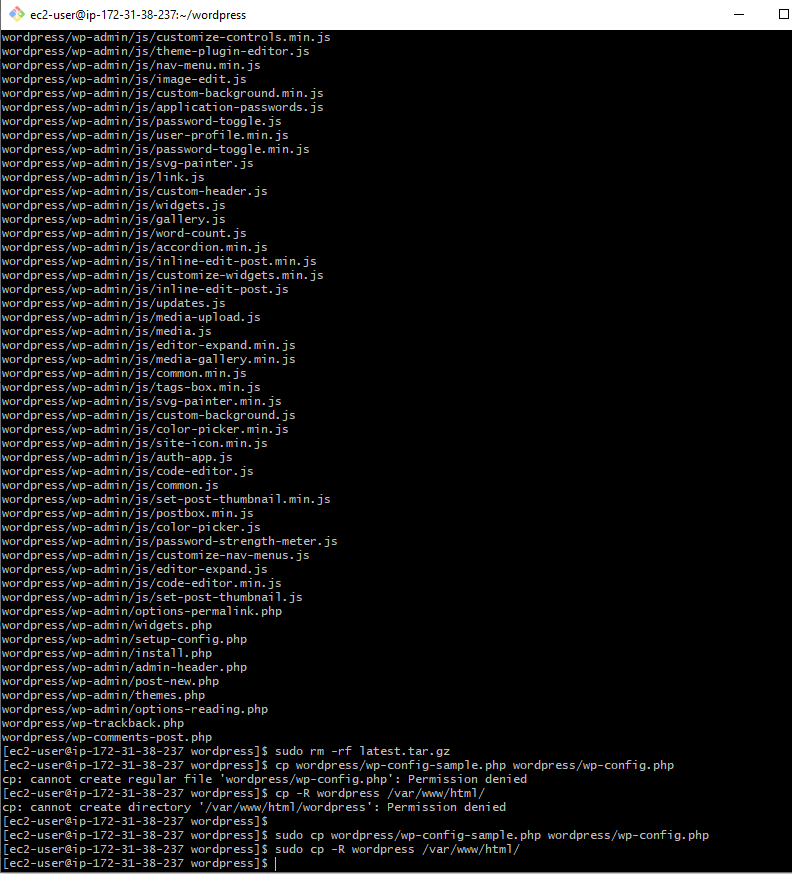 ec2-user@ip-172-31-38-237:~/wordpress
wordpress/wp-admin/js/customize-controls.min.js
wordpress/wp-admin/js/theme-plugin-editor.js
wordpress/wp-admin/js/nav-menu.min.js
wordpress/wp-admin/js/image-edit.js
wordpress/wp-admin/js/custom-background.min.js
wordpress/wp-admin/js/application-passwords.js
wordpress/wp-admin/js/password-toggle.js
wordpress/wp-admin/js/user-profile.min.js
wordpress/wp-admin/js/password-toggle.min.js
wordpress/wp-admin/js/svg-painter.js
wordpress/wp-admin/js/link.js
wordpress/wp-admin/js/custom-header.js
wordpress/wp-admin/js/widgets.js
wordpress/wp-admin/js/gallery.js
wordpress/wp-admin/js/word-count.js
wordpress/wp-admin/js/accordion.min.js
wordpress/wp-admin/js/inline-edit-post.min.js
wordpress/wp-admin/js/customize-widgets.min.js
wordpress/wp-admin/js/inline-edit-post.js
wordpress/wp-admin/js/updates.js
wordpress/wp-admin/js/media-upload.js
wordpress/wp-admin/js/media.js
wordpress/wp-admin/js/editor-expand.min.js
wordpress/wp-admin/js/media-gallery.min.js
wordpress/wp-admin/js/common.min.js
wordpress/wp-admin/js/tags-box.min.js
wordpress/wp-admin/js/svg-painter.min.js
wordpress/wp-admin/js/custom-background.js
wordpress/wp-admin/js/color-picker.min.js
wordpress/wp-admin/js/site-icon.min.js
wordpress/wp-admin/js/auth-app.js
wordpress/wp-admin/js/code-editor.js
wordpress/wp-admin/js/common.js
wordpress/wp-admin/js/set-post-thumbnail.min.js
wordpress/wp-admin/js/postbox.min.js
wordpress/wp-admin/js/color-picker.js
wordpress/wp-admin/js/password-strength-meter.js
wordpress/wp-admin/js/customize-nav-menus.js
wordpress/wp-admin/js/editor-expand.js
wordpress/wp-admin/js/code-editor.min.js
wordpress/wp-admin/js/set-post-thumbnail.js
wordpress/wp-admin/options-permalink.php
wordpress/wp-admin/widgets.php
wordpress/wp-admin/setup-config.php
wordpress/wp-admin/install.php
wordpress/wp-admin/admin-header.php
wordpress/wp-admin/post-new.php
wordpress/wp-admin/themes.php
wordpress/wp-admin/options-reading.php
wordpress/wp-trackback.php
wordpress/wp-comments-post.php
[ec2-user@ip-172-31-38-237 wordpress]$ sudo rm -rf latest.tar.gz
[ec2-user@ip-172-31-38-237 wordpress]$ cp wordpress/wp-config-sample.php wordpress/wp-config.php
cp: cannot create regular file 'wordpress/wp-config.php': Permission denied
[ec2-user@ip-172-31-38-237 wordpress]$ cp -R wordpress /var/www/html/
cp: cannot create directory '/var/www/html/wordpress': Permission denied
[ec2-user@ip-172-31-38-237 wordpress]$
[ec2-user@ip-172-31-38-237 wordpress]$ sudo cp wordpress/wp-config-sample.php wordpress/wp-config.php
[ec2-user@ip-172-31-38-237 wordpress]$ sudo cp -R wordpress /var/www/html/
[ec2-user@ip-172-31-38-237 wordpress]$